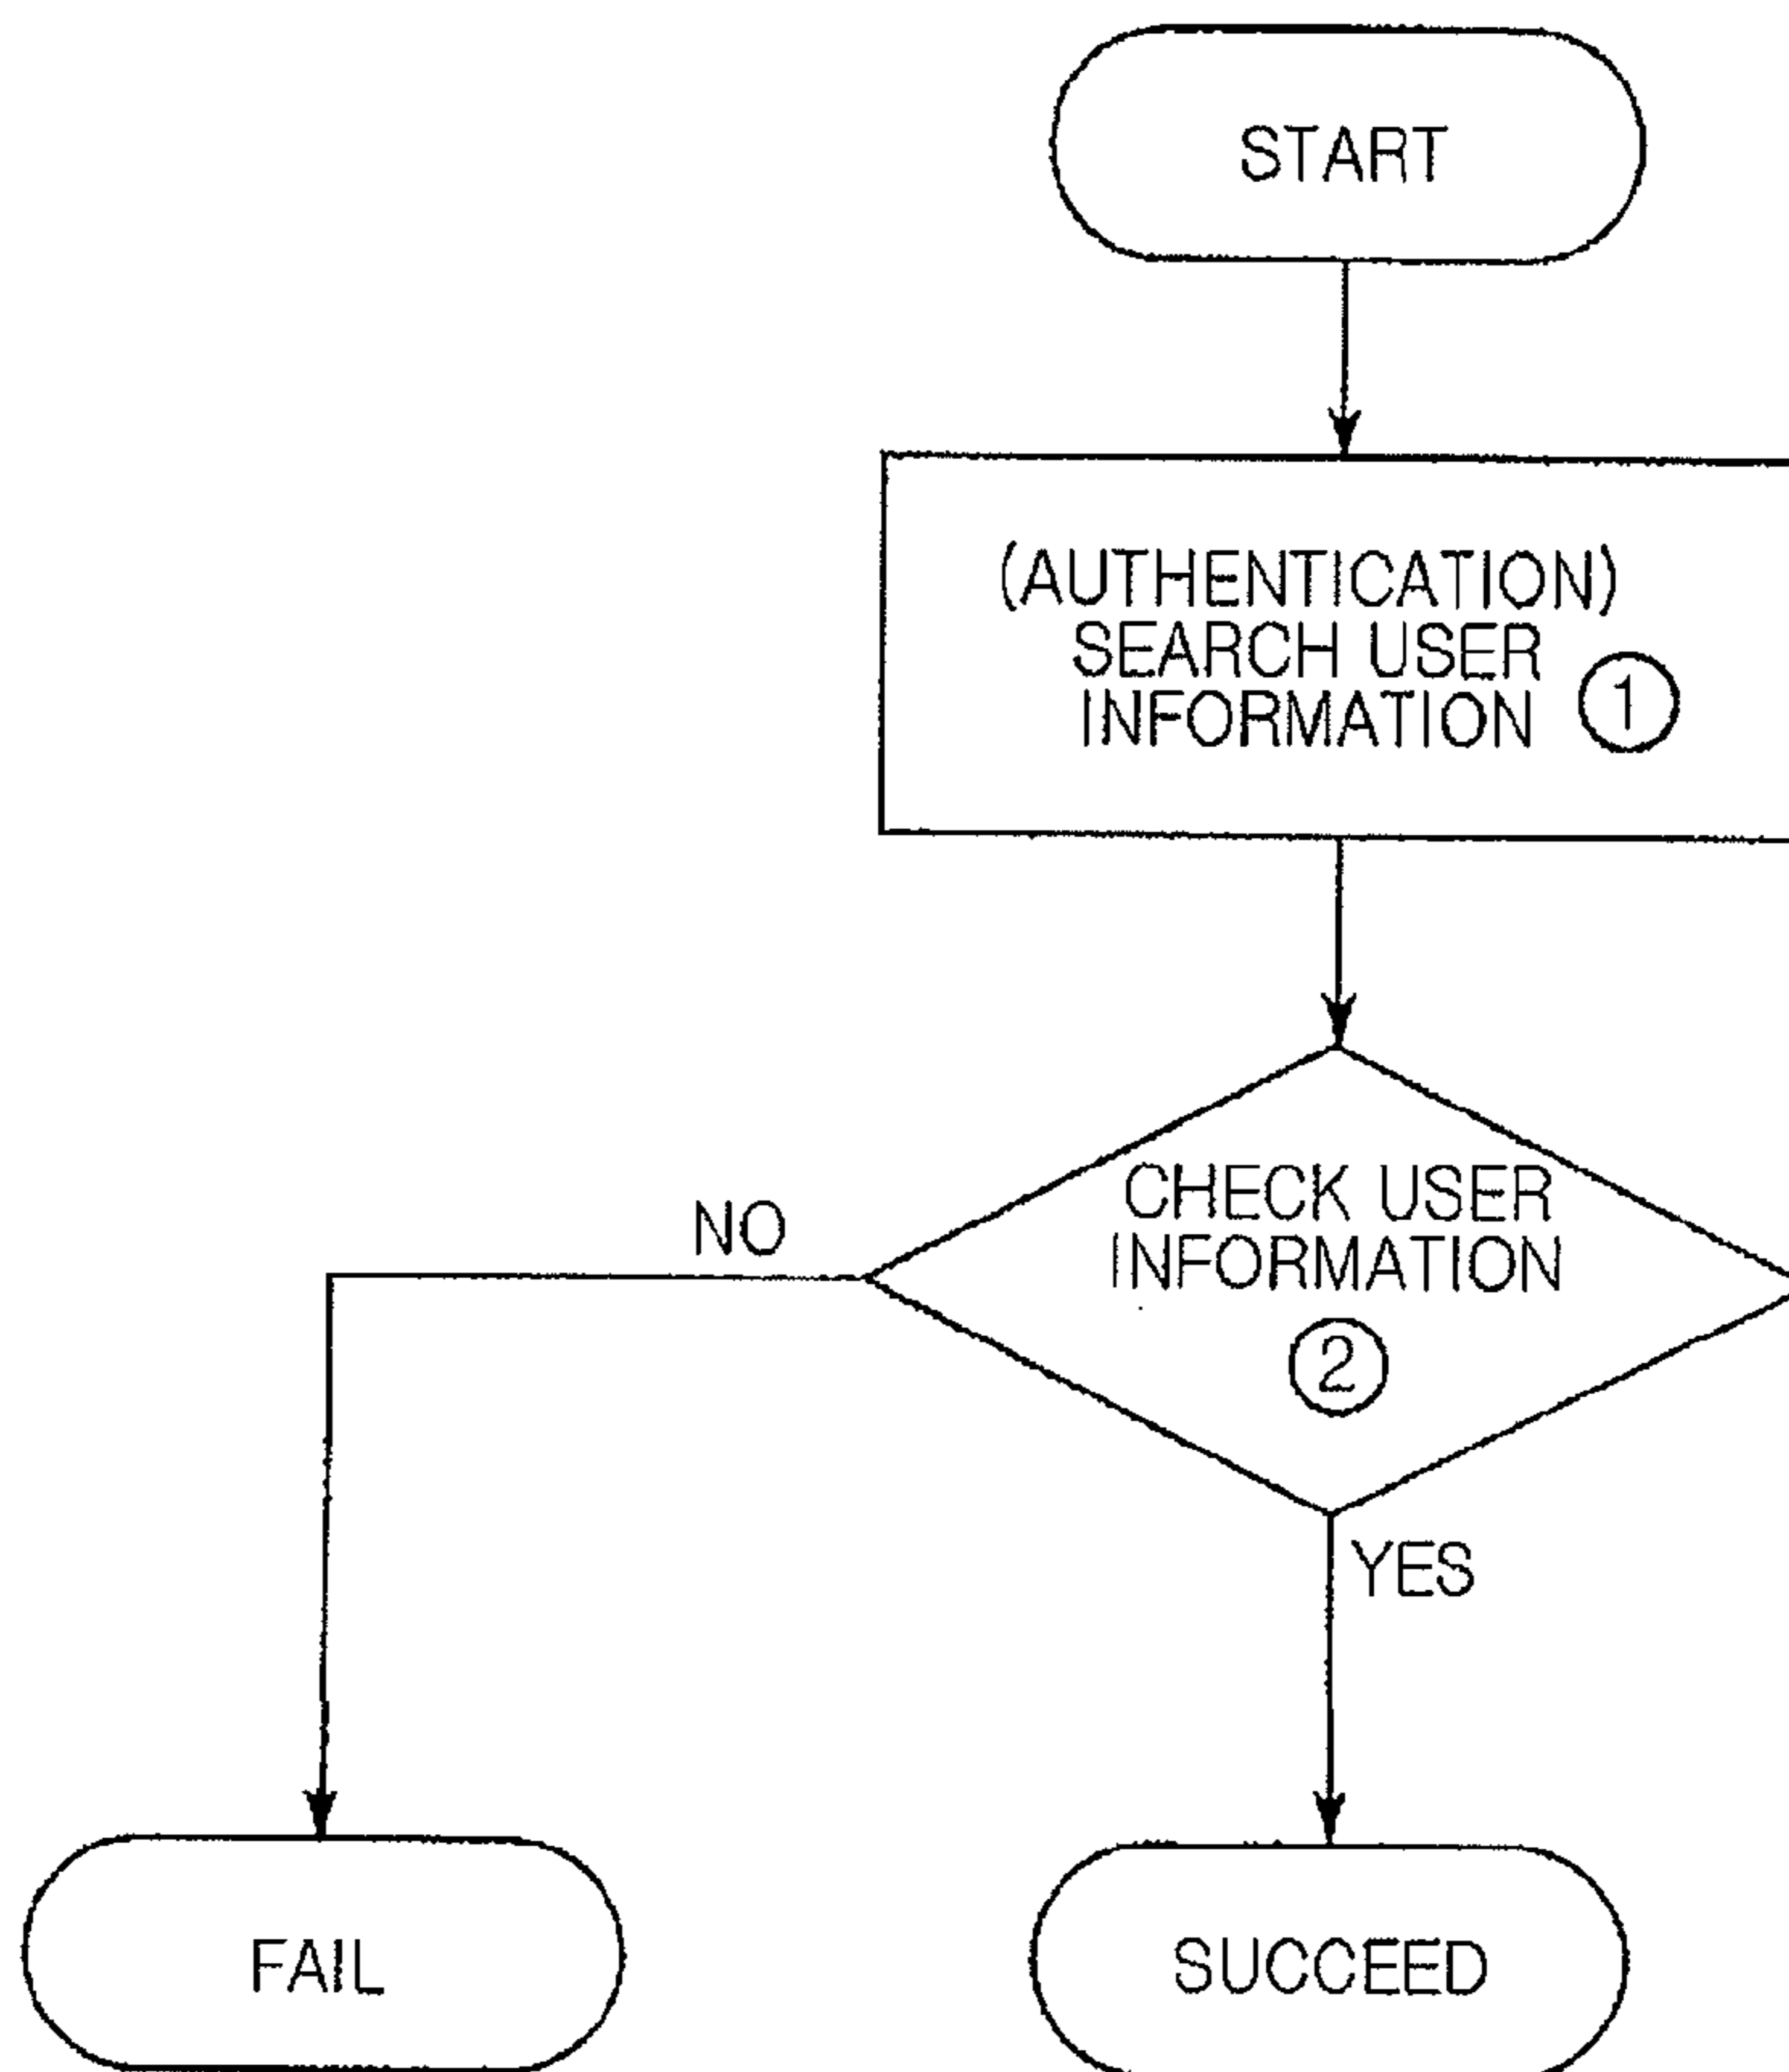 START
(AUTHENTICATION)
SEARCH USER
INFORMATION ①
CHECK USER
INFORMATION
②
NO
YES
FAIL
SUCCEED